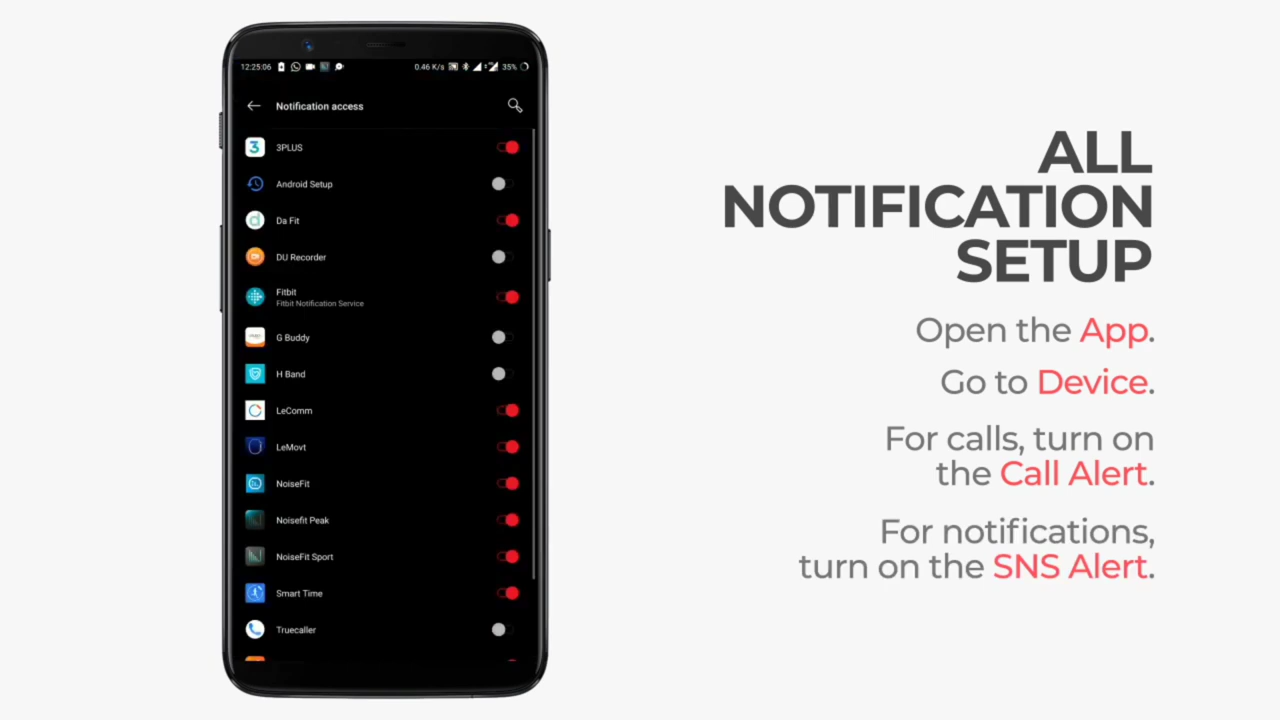 12:25:06
0.46 K/s
35%
Notification access
3PLUS
Android Setup
Da Fit
DU Recorder
Fitbit
Fitbit Notification Service
G Buddy
H Band
LeComm
LeMovt
NoiseFit
Noisefit Peak
NoiseFit Sport
Smart Time
Truecaller
ALL
NOTIFICATION
SETUP
Open the App.
Go to Device.
For calls, turn on
the Call Alert.
For notifications,
turn on the SNS Alert.